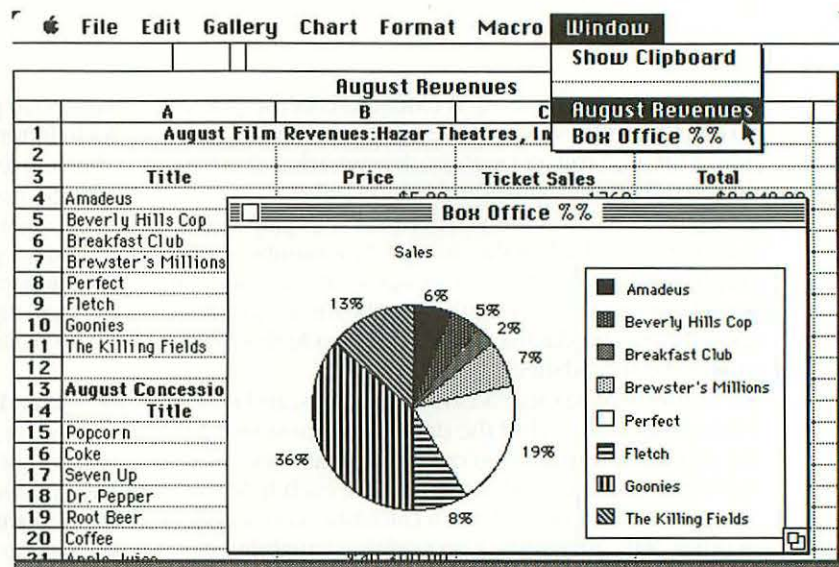 File Edit Gallery Chart Format Macro Window
Show Clipboard
August Revenues
Box Office %%
August Revenues
A B C
1 August Film Revenues:Hazar Theatres, In
2
3 Title Price Ticket Sales Total
4 Amadeus
5 Beverly Hills Cop
6 Breakfast Club
7 Brewster's Millions
8 Perfect
9 Fletch
10 Goonies
11 The Killing Fields
12
13 August Concessio
14 Title
15 Popcorn
16 Coke
17 Seven Up
18 Dr. Pepper
19 Root Beer
20 Coffee
21 Apple Juice
Box Office %%
Sales
6%
5%
2%
7%
19%
8%
36%
13%
Amadeus
Beverly Hills Cop
Breakfast Club
Brewster's Millions
Perfect
Fletch
Goonies
The Killing Fields